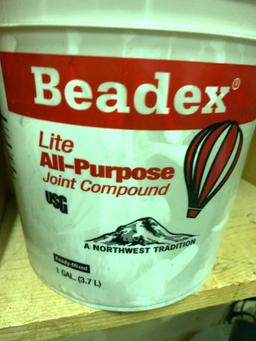 Beadex®
Lite
All-Purpose
Joint Compound
USG
A NORTHWEST TRADITION
Ready-Mixed
1 GAL. (3.7 L)